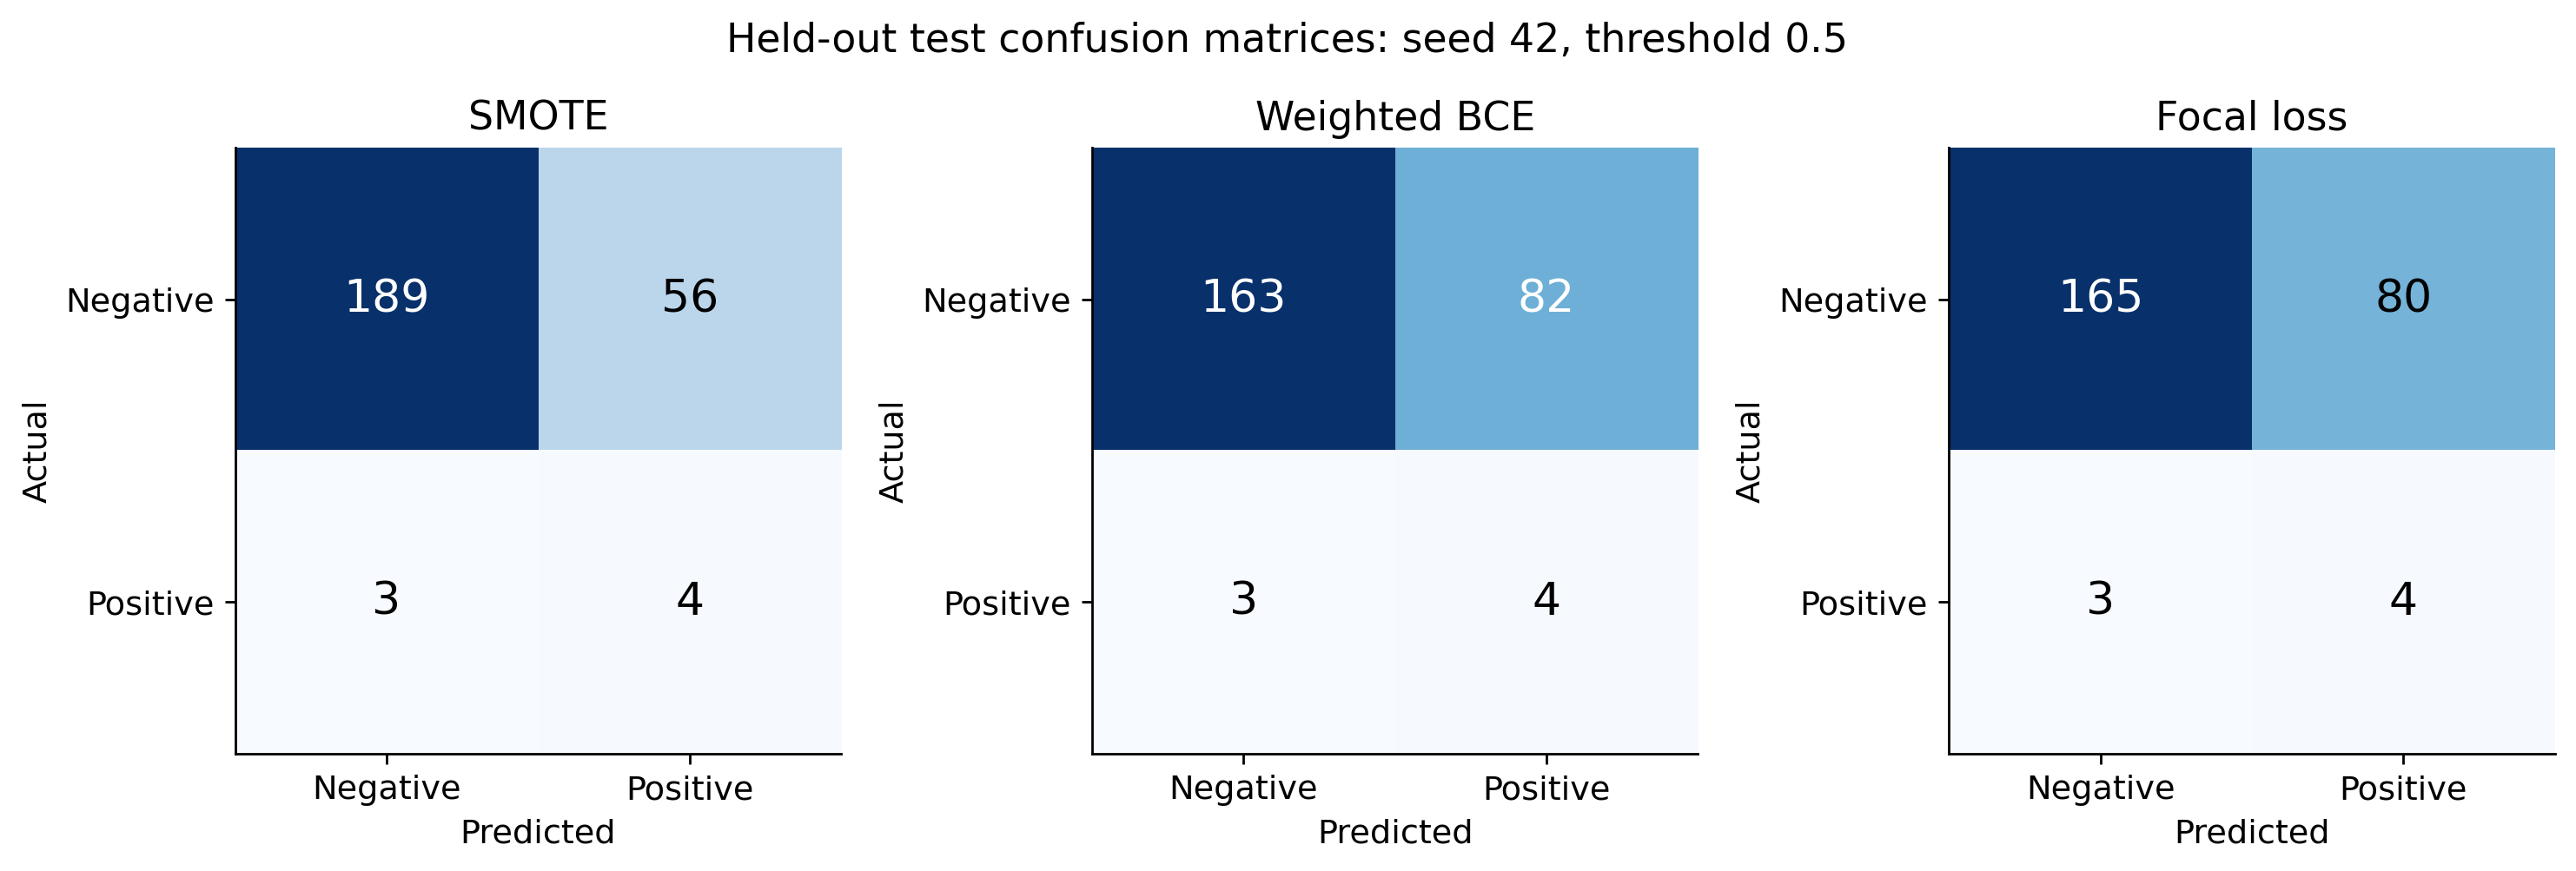 Held-out test confusion matrices: seed 42, threshold 0.5
SMOTE
Actual
Negative
189
56
Positive
3
4
Negative
Positive
Predicted
Weighted BCE
Actual
Negative
163
82
Positive
3
4
Negative
Positive
Predicted
Focal loss
Actual
Negative
165
80
Positive
3
4
Negative
Positive
Predicted